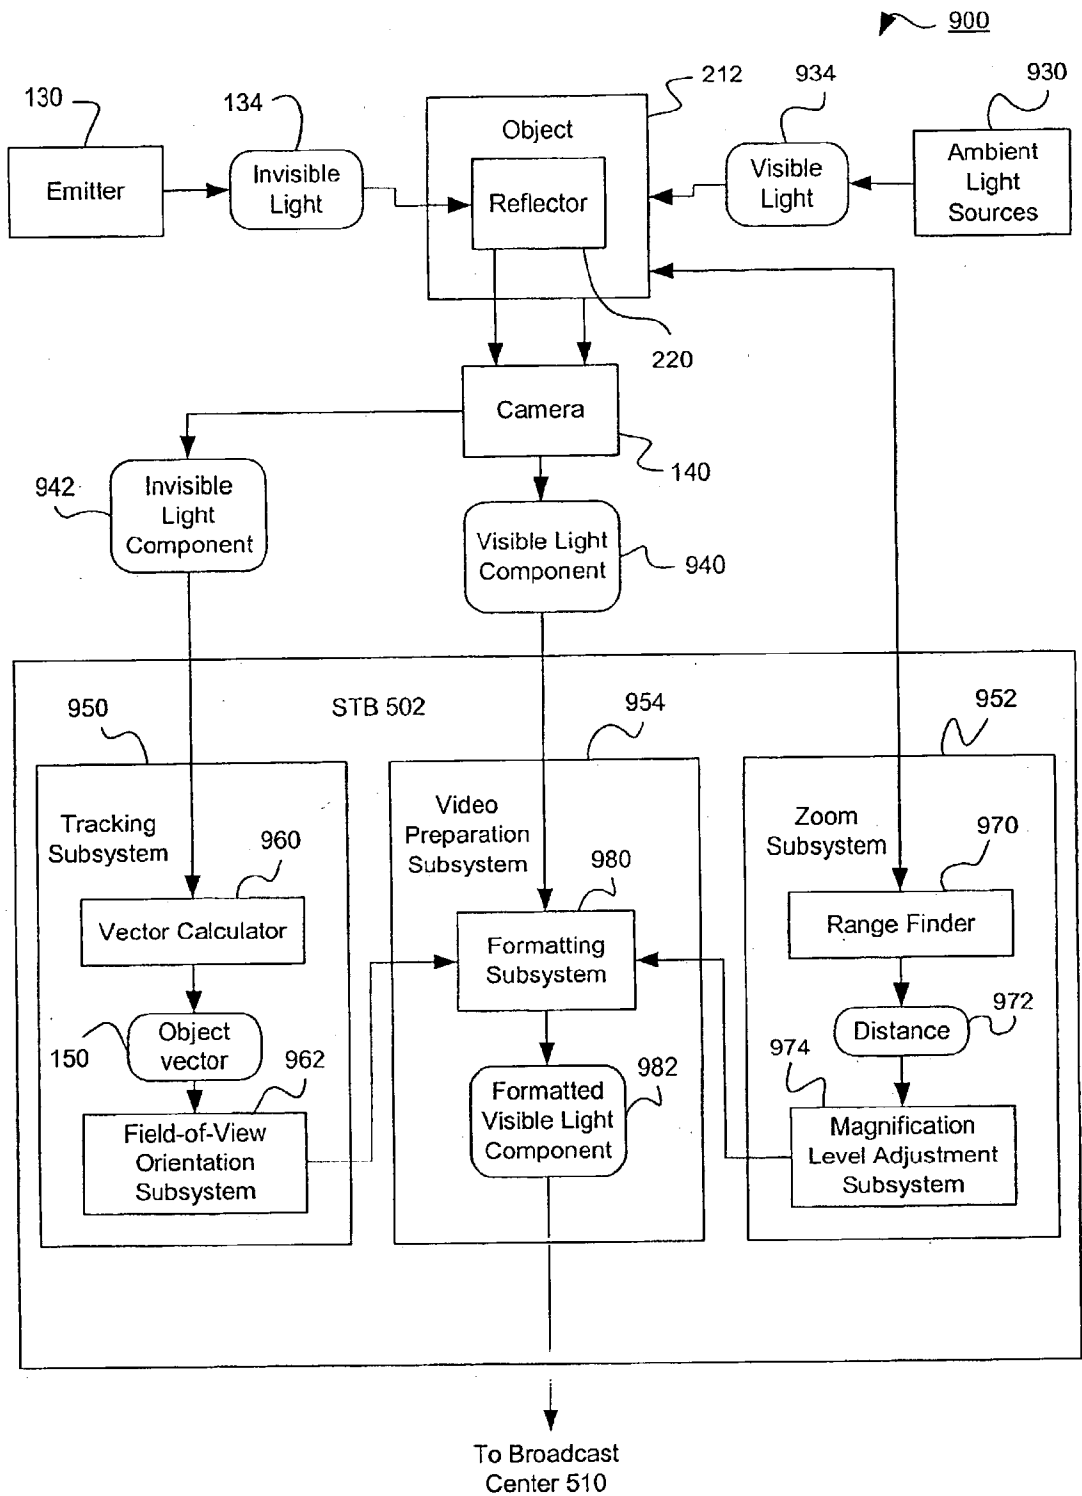 900
130
134
212
934
930
Object
Emitter
Invisible
Light
Reflector
Visible
Light
Ambient
Light
Sources
220
Camera
140
942
Invisible
Light
Component
Visible Light
Component
940
STB 502
950
954
952
Tracking
Subsystem
960
Vector Calculator
150
Object
vector
962
Field-of-View
Orientation
Subsystem
Video
Preparation
Subsystem
980
Formatting
Subsystem
982
Formatted
Visible Light
Component
Zoom
Subsystem
970
Range Finder
972
Distance
974
Magnification
Level Adjustment
Subsystem
To Broadcast
Center 510